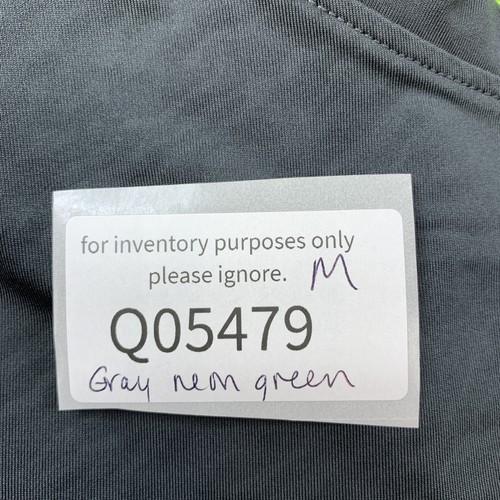 for inventory purposes only
please ignore. M
Q05479
Gray neon green